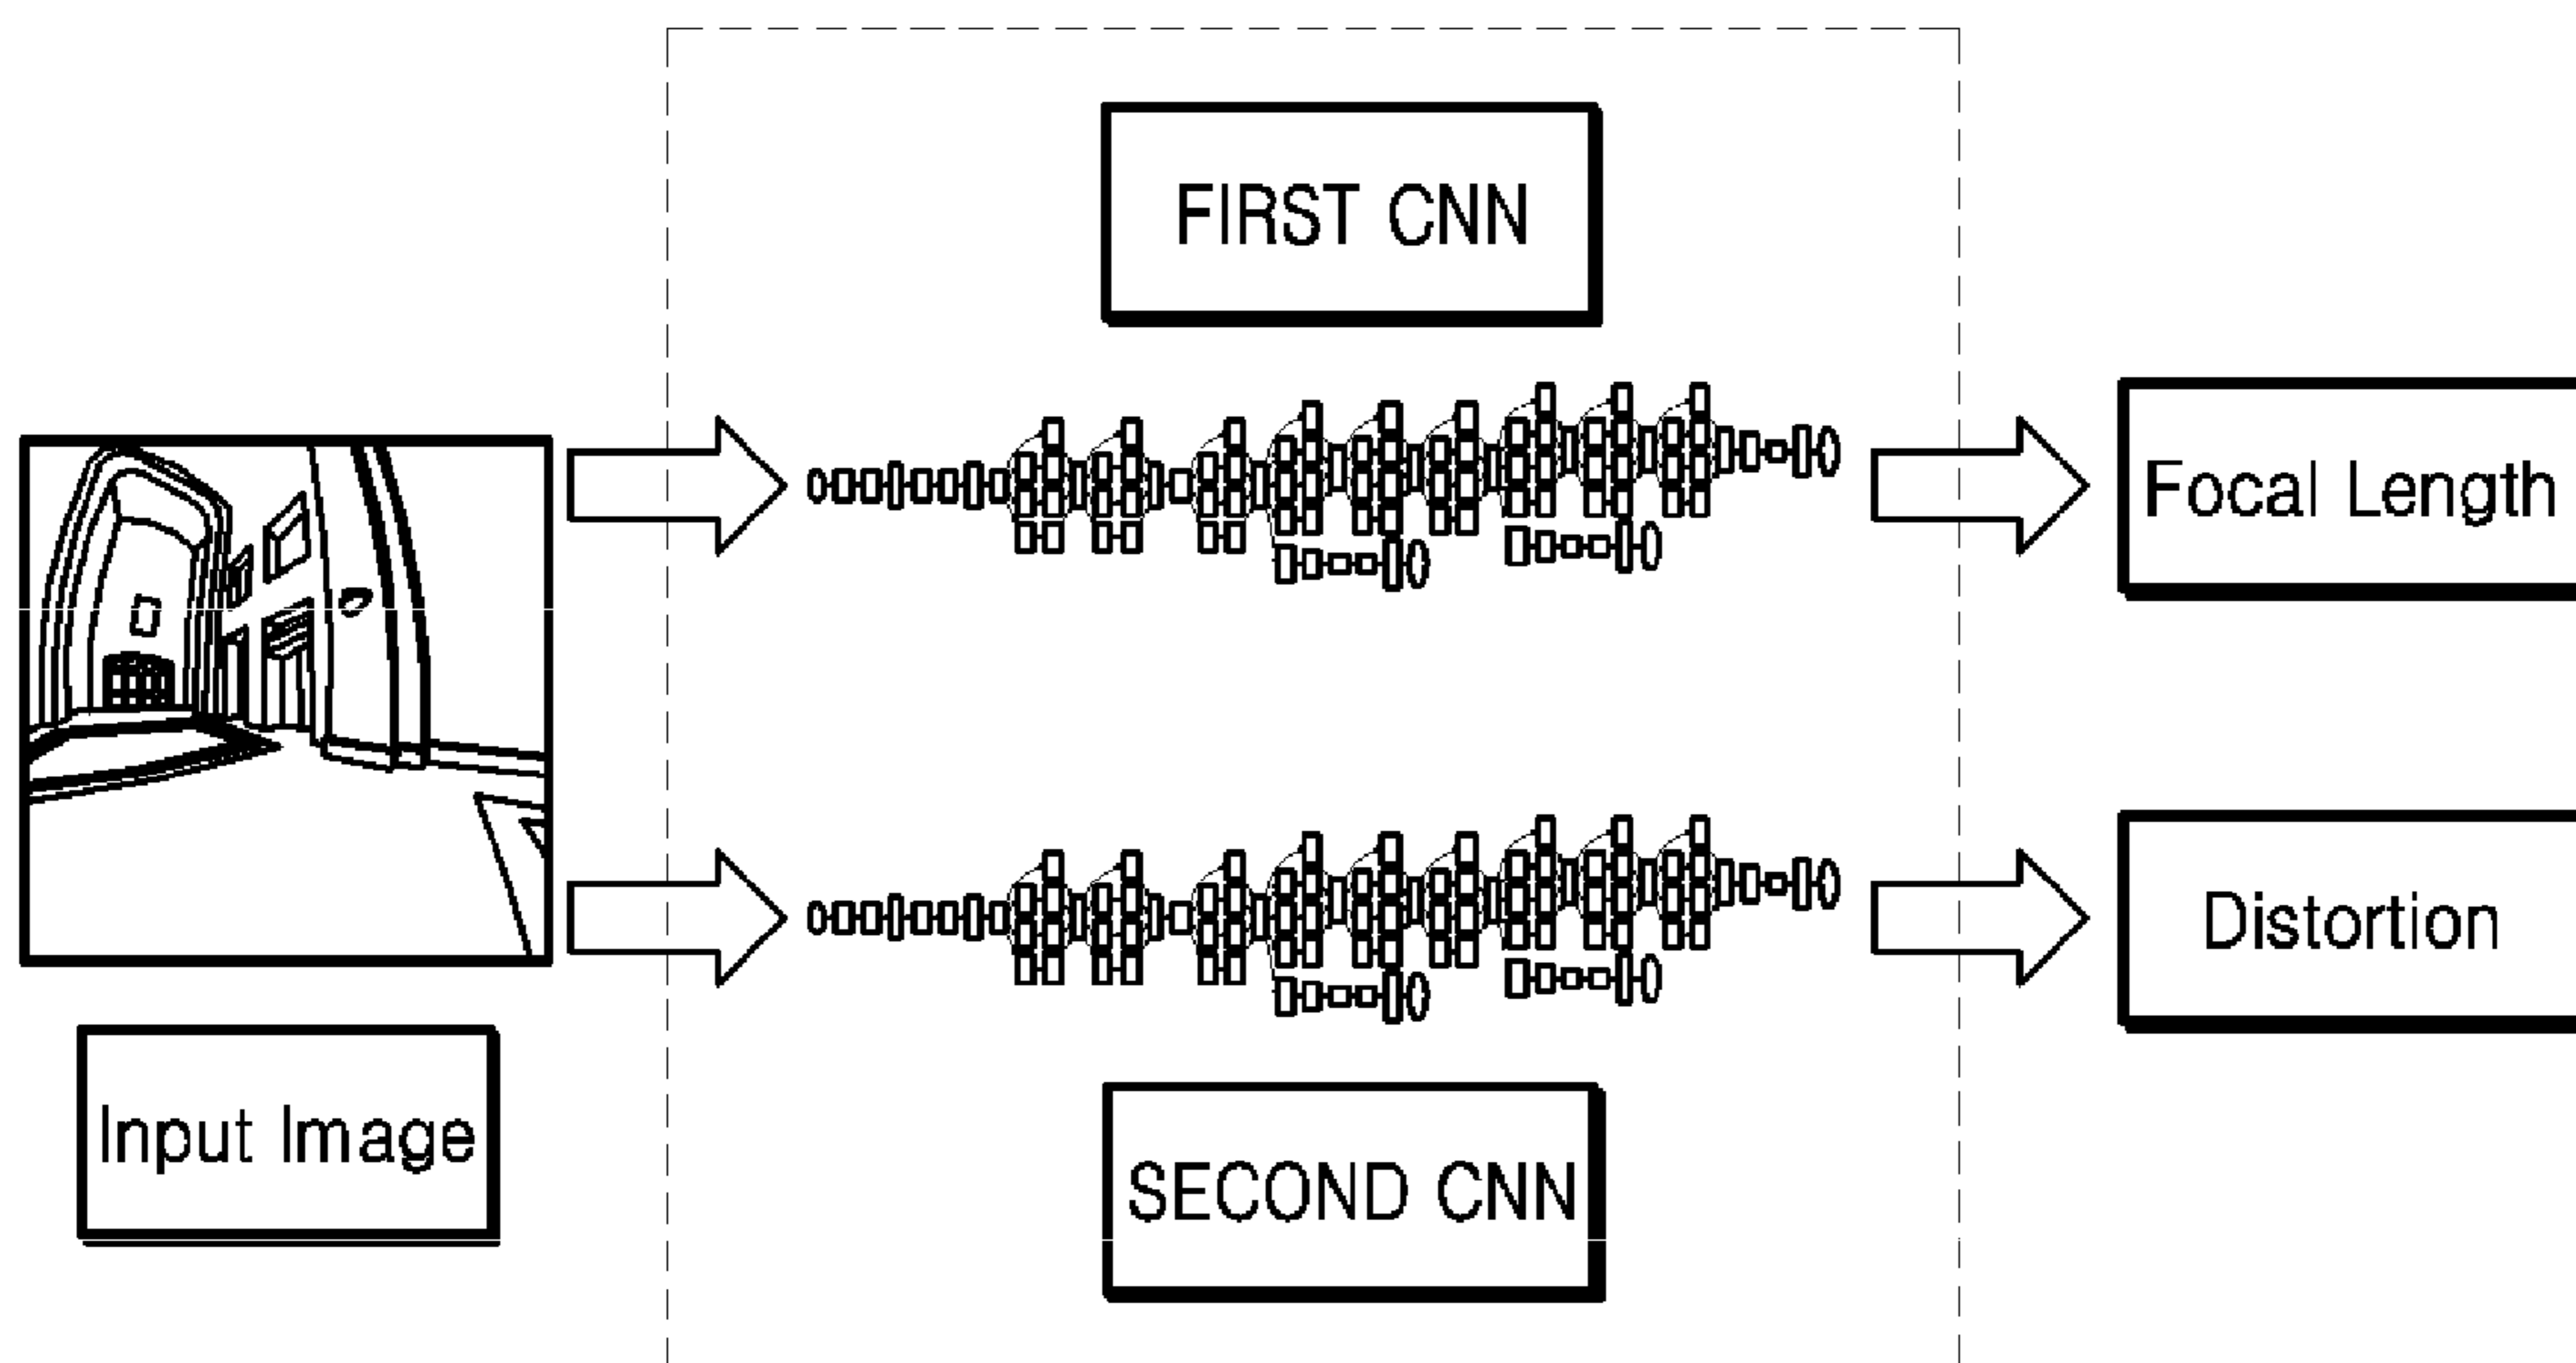 FIRST CNN
Focal Length
Distortion
Input Image
SECOND CNN